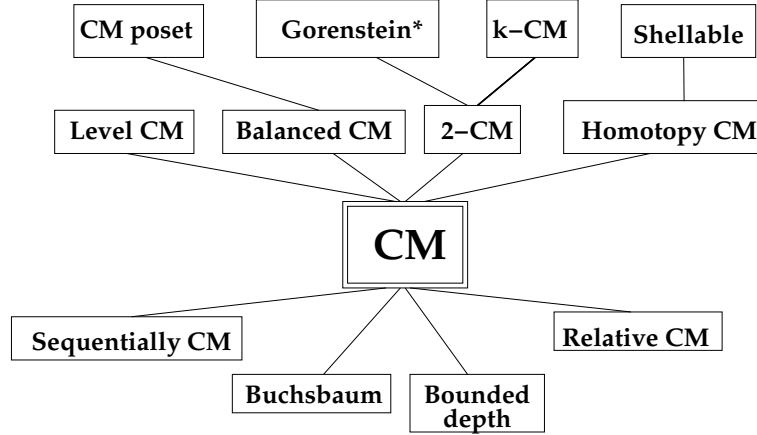 CM poset
Gorenstein*
k−CM
Shellable
Level CM
Balanced CM
2−CM
Homotopy CM
CM
Sequentially CM
Relative CM
Buchsbaum
Bounded
depth